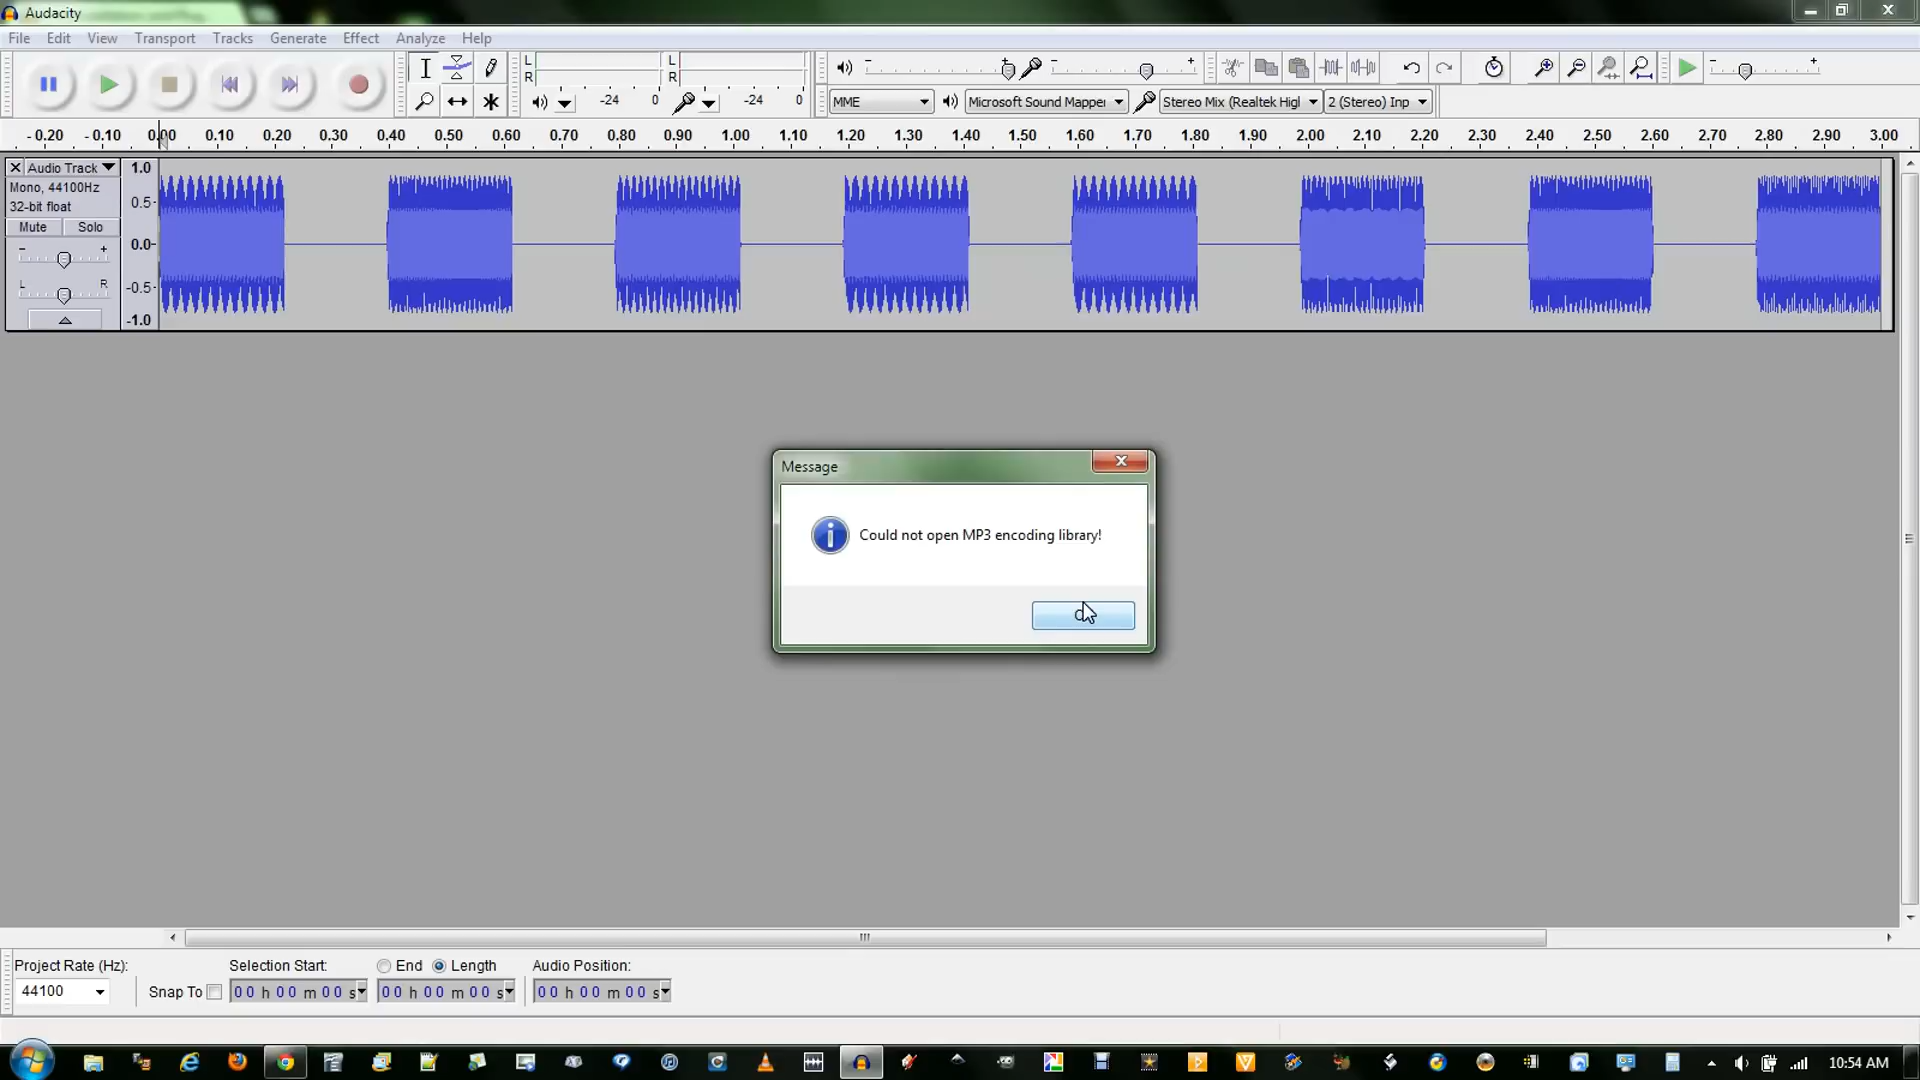 Audacity
File Edit View Transport Tracks Generate Effect Analyze Help
L L
R R
-24 0 -24 0
- + - + - +
MME Microsoft Sound Mapper Stereo Mix (Realtek Higl 2 (Stereo) Inp
- 0.20 - 0.10 0.00 0.10 0.20 0.30 0.40 0.50 0.60 0.70 0.80 0.90 1.00 1.10 1.20 1.30 1.40 1.50 1.60 1.70 1.80 1.90 2.00 2.10 2.20 2.30 2.40 2.50 2.60 2.70 2.80 2.90 3.00
Audio Track
Mono, 44100Hz
32-bit float
Mute Solo
- +
L R
1.0
0.5-
0.0-
-0.5-
-1.0
Message
Could not open MP3 encoding library!
Project Rate (Hz):
44100
Snap To
Selection Start:
00 h 00 m 00 s
End Length
00 h 00 m 00 s
Audio Position:
00 h 00 m 00 s
10:54 AM